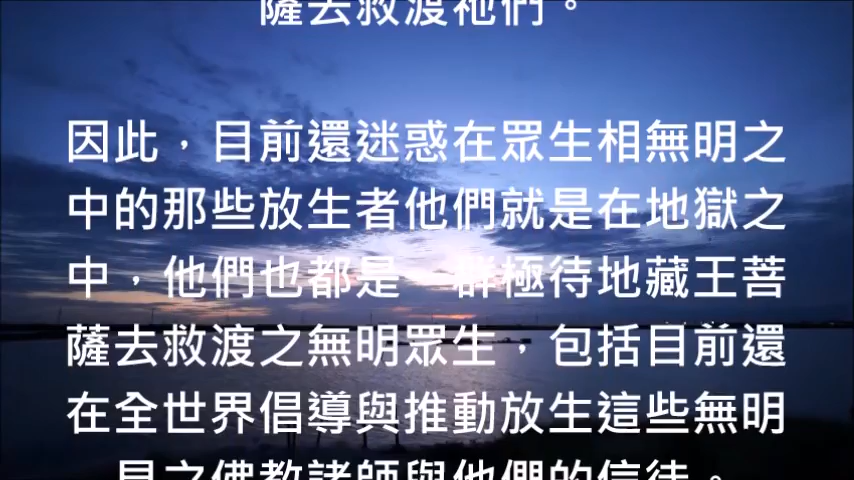 薩去救渡祂們。
因此，目前還迷惑在眾生相無明之
中的那些放生者他們就是在地獄之
中，他們也都是一群極待地藏王菩
薩去救渡之無明眾生，包括目前還
在全世界倡導與推動放生這些無明
見之佛教諸師與他們的信徒。